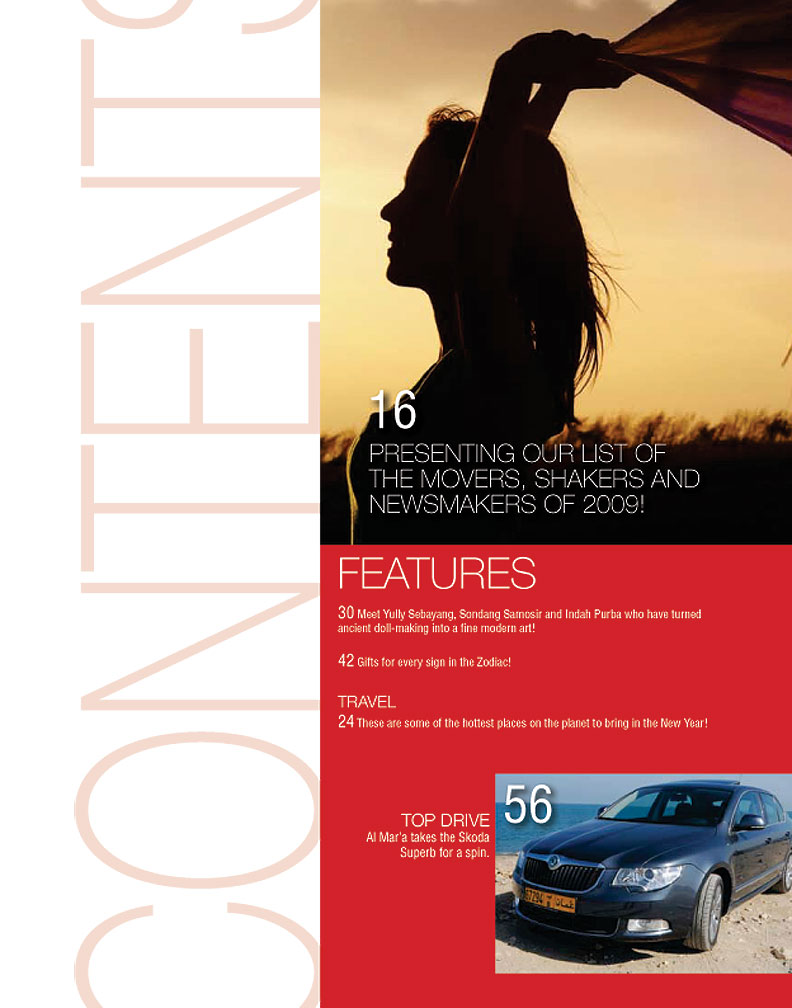 CONTENTS
16
PRESENTING OUR LIST OF
THE MOVERS, SHAKERS AND
NEWSMAKERS OF 2009!
FEATURES
30 Meet Yully Sebayang, Sondang Samosir and Indah Purba who have turned
ancient doll-making into a fine modern art!
42 Gifts for every sign in the Zodiac!
TRAVEL
24 These are some of the hottest places on the planet to bring in the New Year!
56
TOP DRIVE
Al Mar'a takes the Skoda
Superb for a spin.
67294 عمان